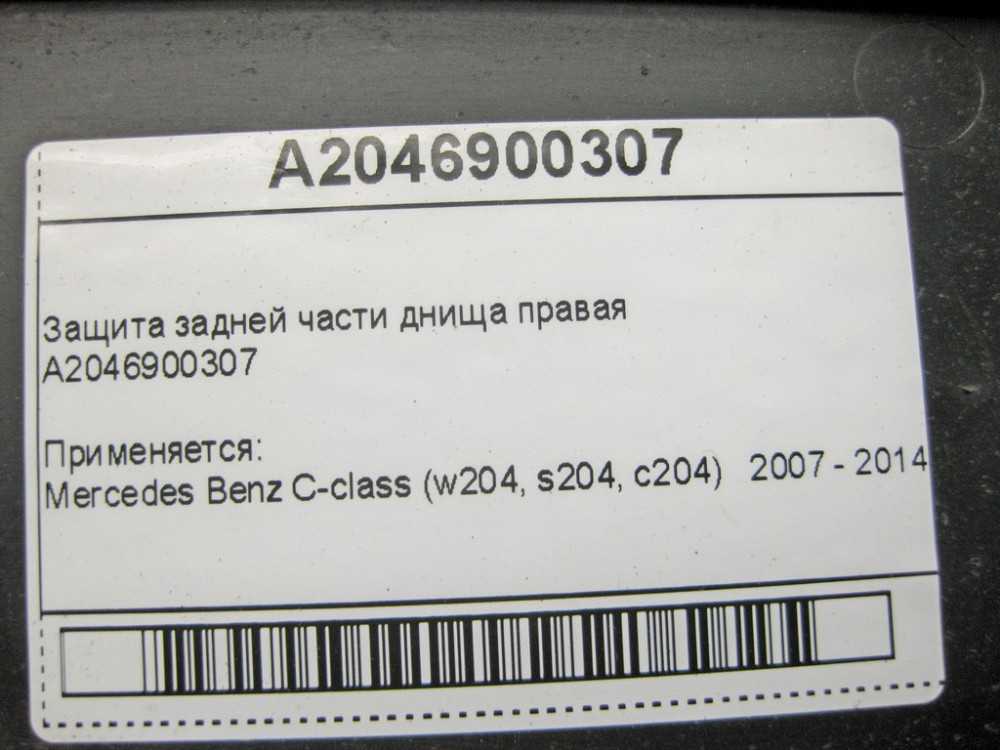 A2046900307
Защита задней части днища правая
A2046900307
Применяется:
Mercedes Benz C-class (w204, s204, c204) 2007 - 2014